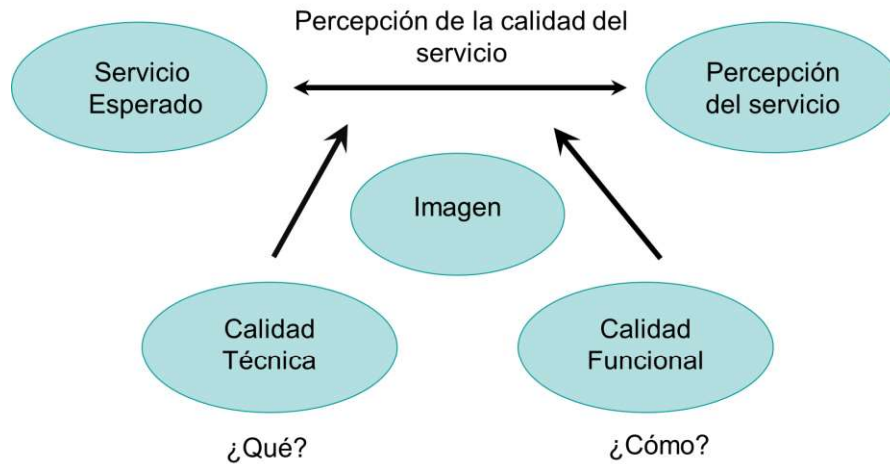 Percepción de la calidad del
servicio
Servicio
Esperado
Percepción
del servicio
Imagen
Calidad
Técnica
Calidad
Funcional
¿Qué?
¿Cómo?